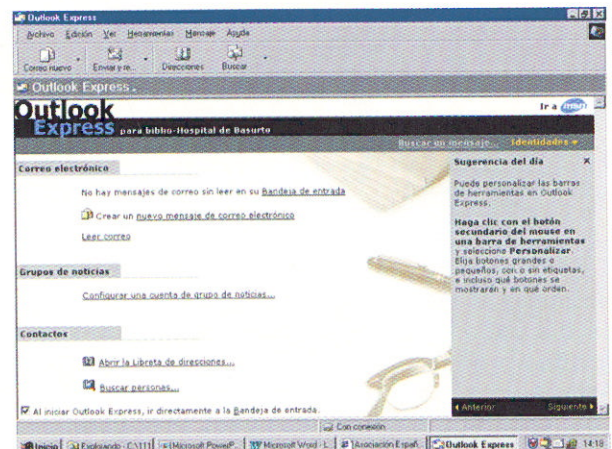 Outlook Express
Archivo Edición Ver Herramientas Mensaje Ayuda
Correo nuevo Enviar y re... Direcciones Buscar
Outlook Express.
Outlook Express para biblio-Hospital de Basurto
Ir a msn
Buscar un mensaje... Identidades
Correo electrónico
No hay mensajes de correo sin leer en su Bandeja de entrada
Crear un nuevo mensaje de correo electrónico
Leer correo
Grupos de noticias
Configurar una cuenta de grupo de noticias...
Contactos
Abrir la Libreta de direcciones...
Buscar personas...
Al iniciar Outlook Express, ir directamente a la Bandeja de entrada.
Sugerencia del día
Puede personalizar las barras
de herramientas en Outlook
Express.
Haga clic con el botón
secundario del mouse en
una barra de herramientas
y seleccione Personalizar.
Elija botones grandes o
pequeños, con o sin etiquetas,
e incluso qué botones se
mostrarán y en qué orden.
Anterior Siguiente
Con conexión
Inicio Explorando - C:\ Microsoft PowerP... Microsoft Word - L... Asociación Españ... Outlook Express 14:18